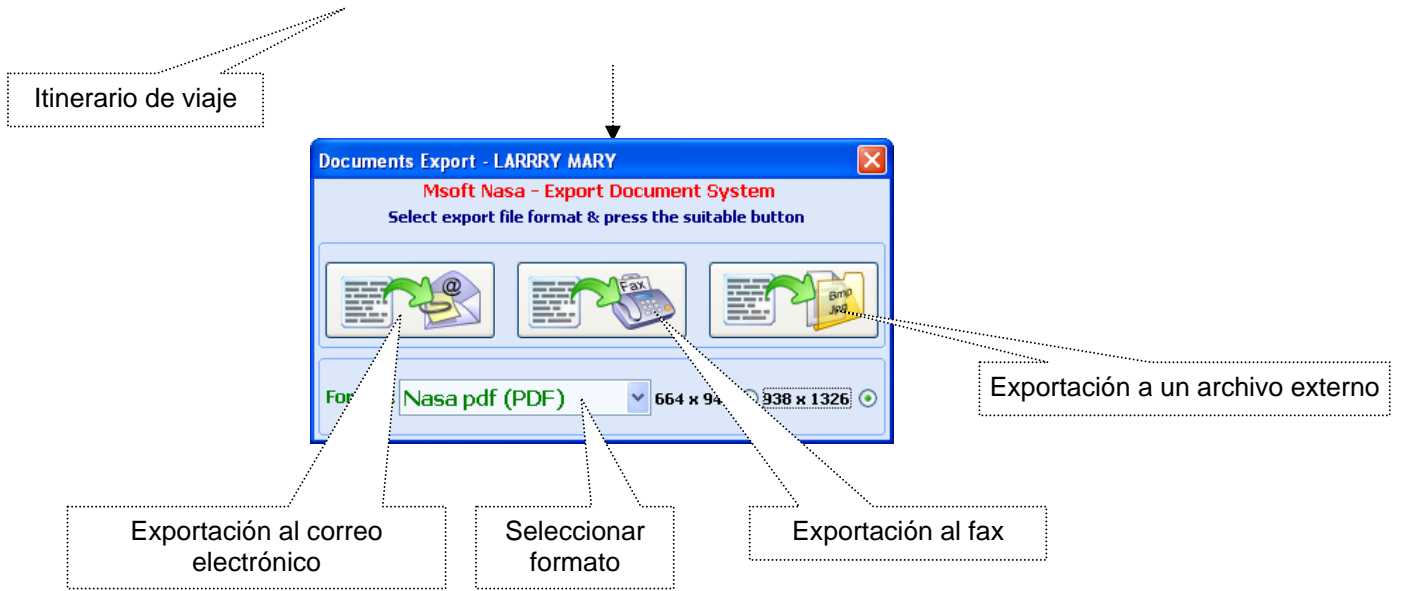 Itinerario de viaje
Documents Export - LARRRY MARY
Msoft Nasa - Export Document System
Select export file format & press the suitable button
@
Fax
Bmp
Jpg
Nasa pdf (PDF)
664 x
938 x 1326
Exportación a un archivo externo
Exportación al correo
electrónico
Seleccionar
formato
Exportación al fax